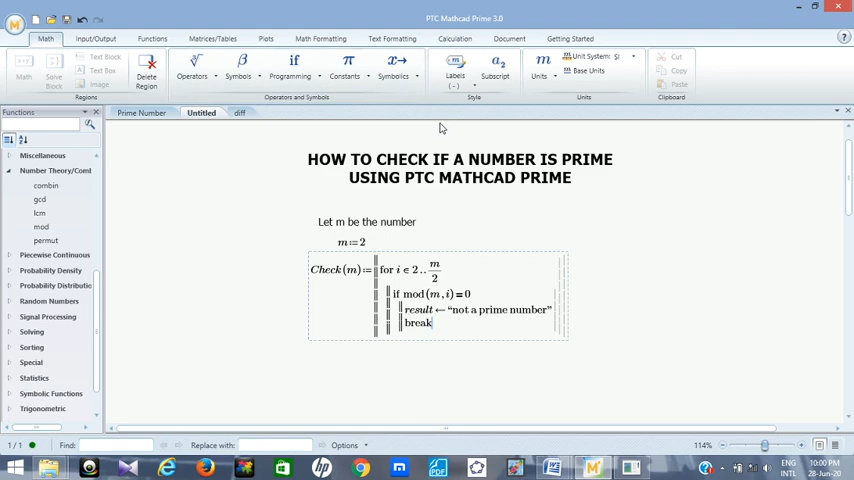 PTC Mathcad Prime 3.0
Math Input/Output Functions Matrices/Tables Plots Math Formatting Text Formatting Calculation Document Getting Started
Math
Solve Block
Text Block
Text Box
Image
Delete Region
Operators
Symbols
if
Programming
Constants
Symbolics
Labels
(-)
Subscript
Units
Unit System: SI
Base Units
Cut
Copy
Paste
Regions
Operators and Symbols
Style
Units
Clipboard
Functions
Prime Number
Untitled
diff
Miscellaneous
Number Theory/Comb
combin
gcd
lcm
mod
permut
Piecewise Continuous
Probability Density
Probability Distributio
Random Numbers
Signal Processing
Solving
Sorting
Special
Statistics
Symbolic Functions
Trigonometric
HOW TO CHECK IF A NUMBER IS PRIME
USING PTC MATHCAD PRIME
Let m be the number
m:=2
Check(m):= for i ∈ 2 .. m/2
if mod(m,i)=0
result ← “not a prime number”
break
1 / 1
Find:
Replace with:
Options
114%
ENG
INTL
10:00 PM
28-Jun-20